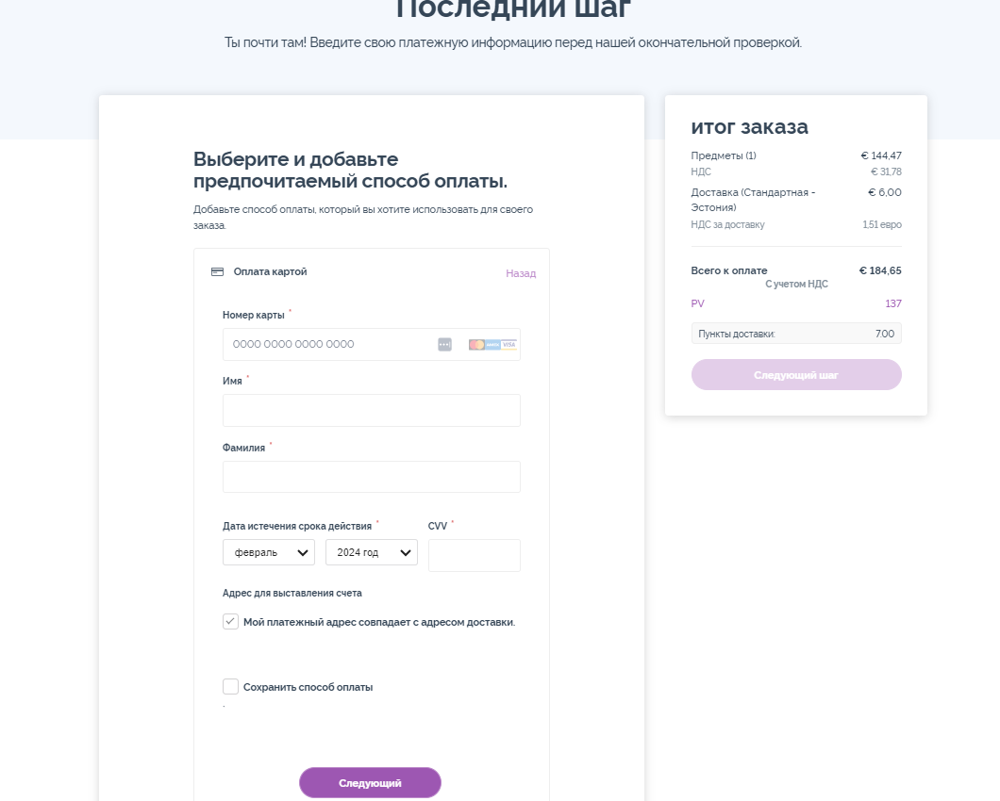 Последний шаг
Ты почти там! Введите свою платежную информацию перед нашей окончательной проверкой.
Выберите и добавьте
предпочитаемый способ оплаты.
Добавьте способ оплаты, который вы хотите использовать для своего
заказа.
Оплата картой
Назад
Номер карты *
0000 0000 0000 0000
VISA
Имя *
Фамилия *
Дата истечения срока действия *
CVV *
февраль
2024 год
Адрес для выставления счета
Мой платежный адрес совпадает с адресом доставки.
Сохранить способ оплаты
.
Следующий
итог заказа
Предметы (1) € 144,47
НДС € 31,78
Доставка (Стандартная - € 6,00
Эстония)
НДС за доставку 1,51 евро
Всего к оплате € 184,65
С учетом НДС
PV 137
Пункты доставки: 7.00
Следующий шаг